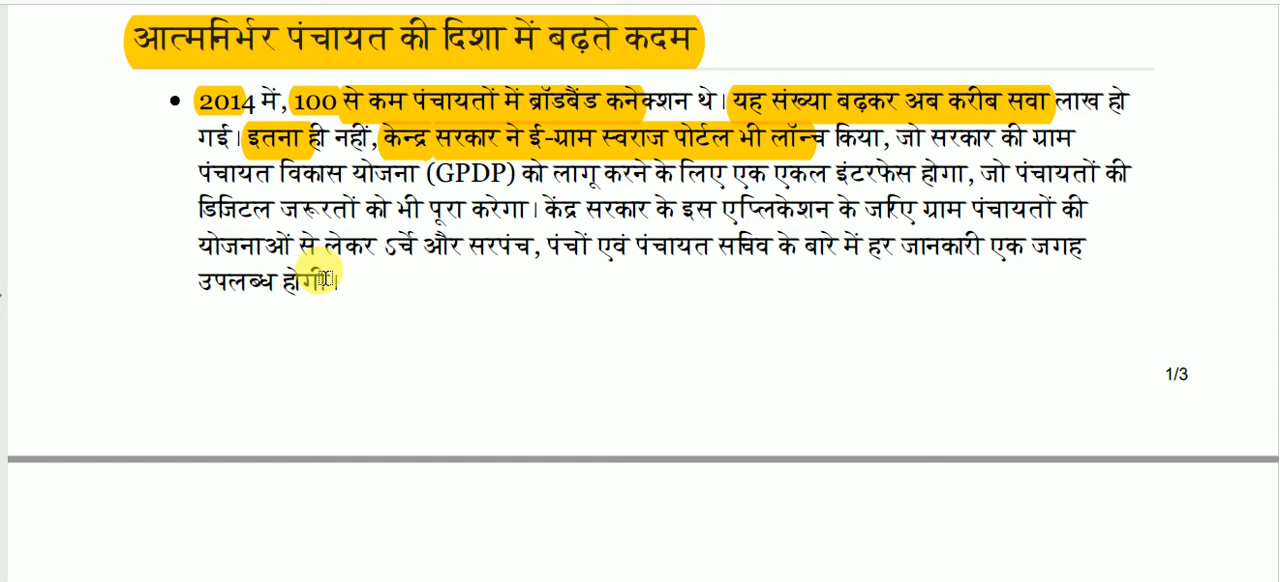 आत्मनिर्भर पंचायत की दिशा में बढ़ते कदम
• 2014 में, 100 से कम पंचायतों में ब्रॉडबैंड कनेक्शन थे। यह संख्या बढ़कर अब करीब सवा लाख हो
गई। इतना ही नहीं, केन्द्र सरकार ने ई-ग्राम स्वराज पोर्टल भी लॉन्च किया, जो सरकार की ग्राम
पंचायत विकास योजना (GPDP) को लागू करने के लिए एक एकल इंटरफेस होगा, जो पंचायतों की
डिजिटल जरूरतों को भी पूरा करेगा। केंद्र सरकार के इस एप्लिकेशन के जरिए ग्राम पंचायतों की
योजनाओं से लेकर ऽर्चे और सरपंच, पंचों एवं पंचायत सचिव के बारे में हर जानकारी एक जगह
उपलब्ध होगी।
1/3